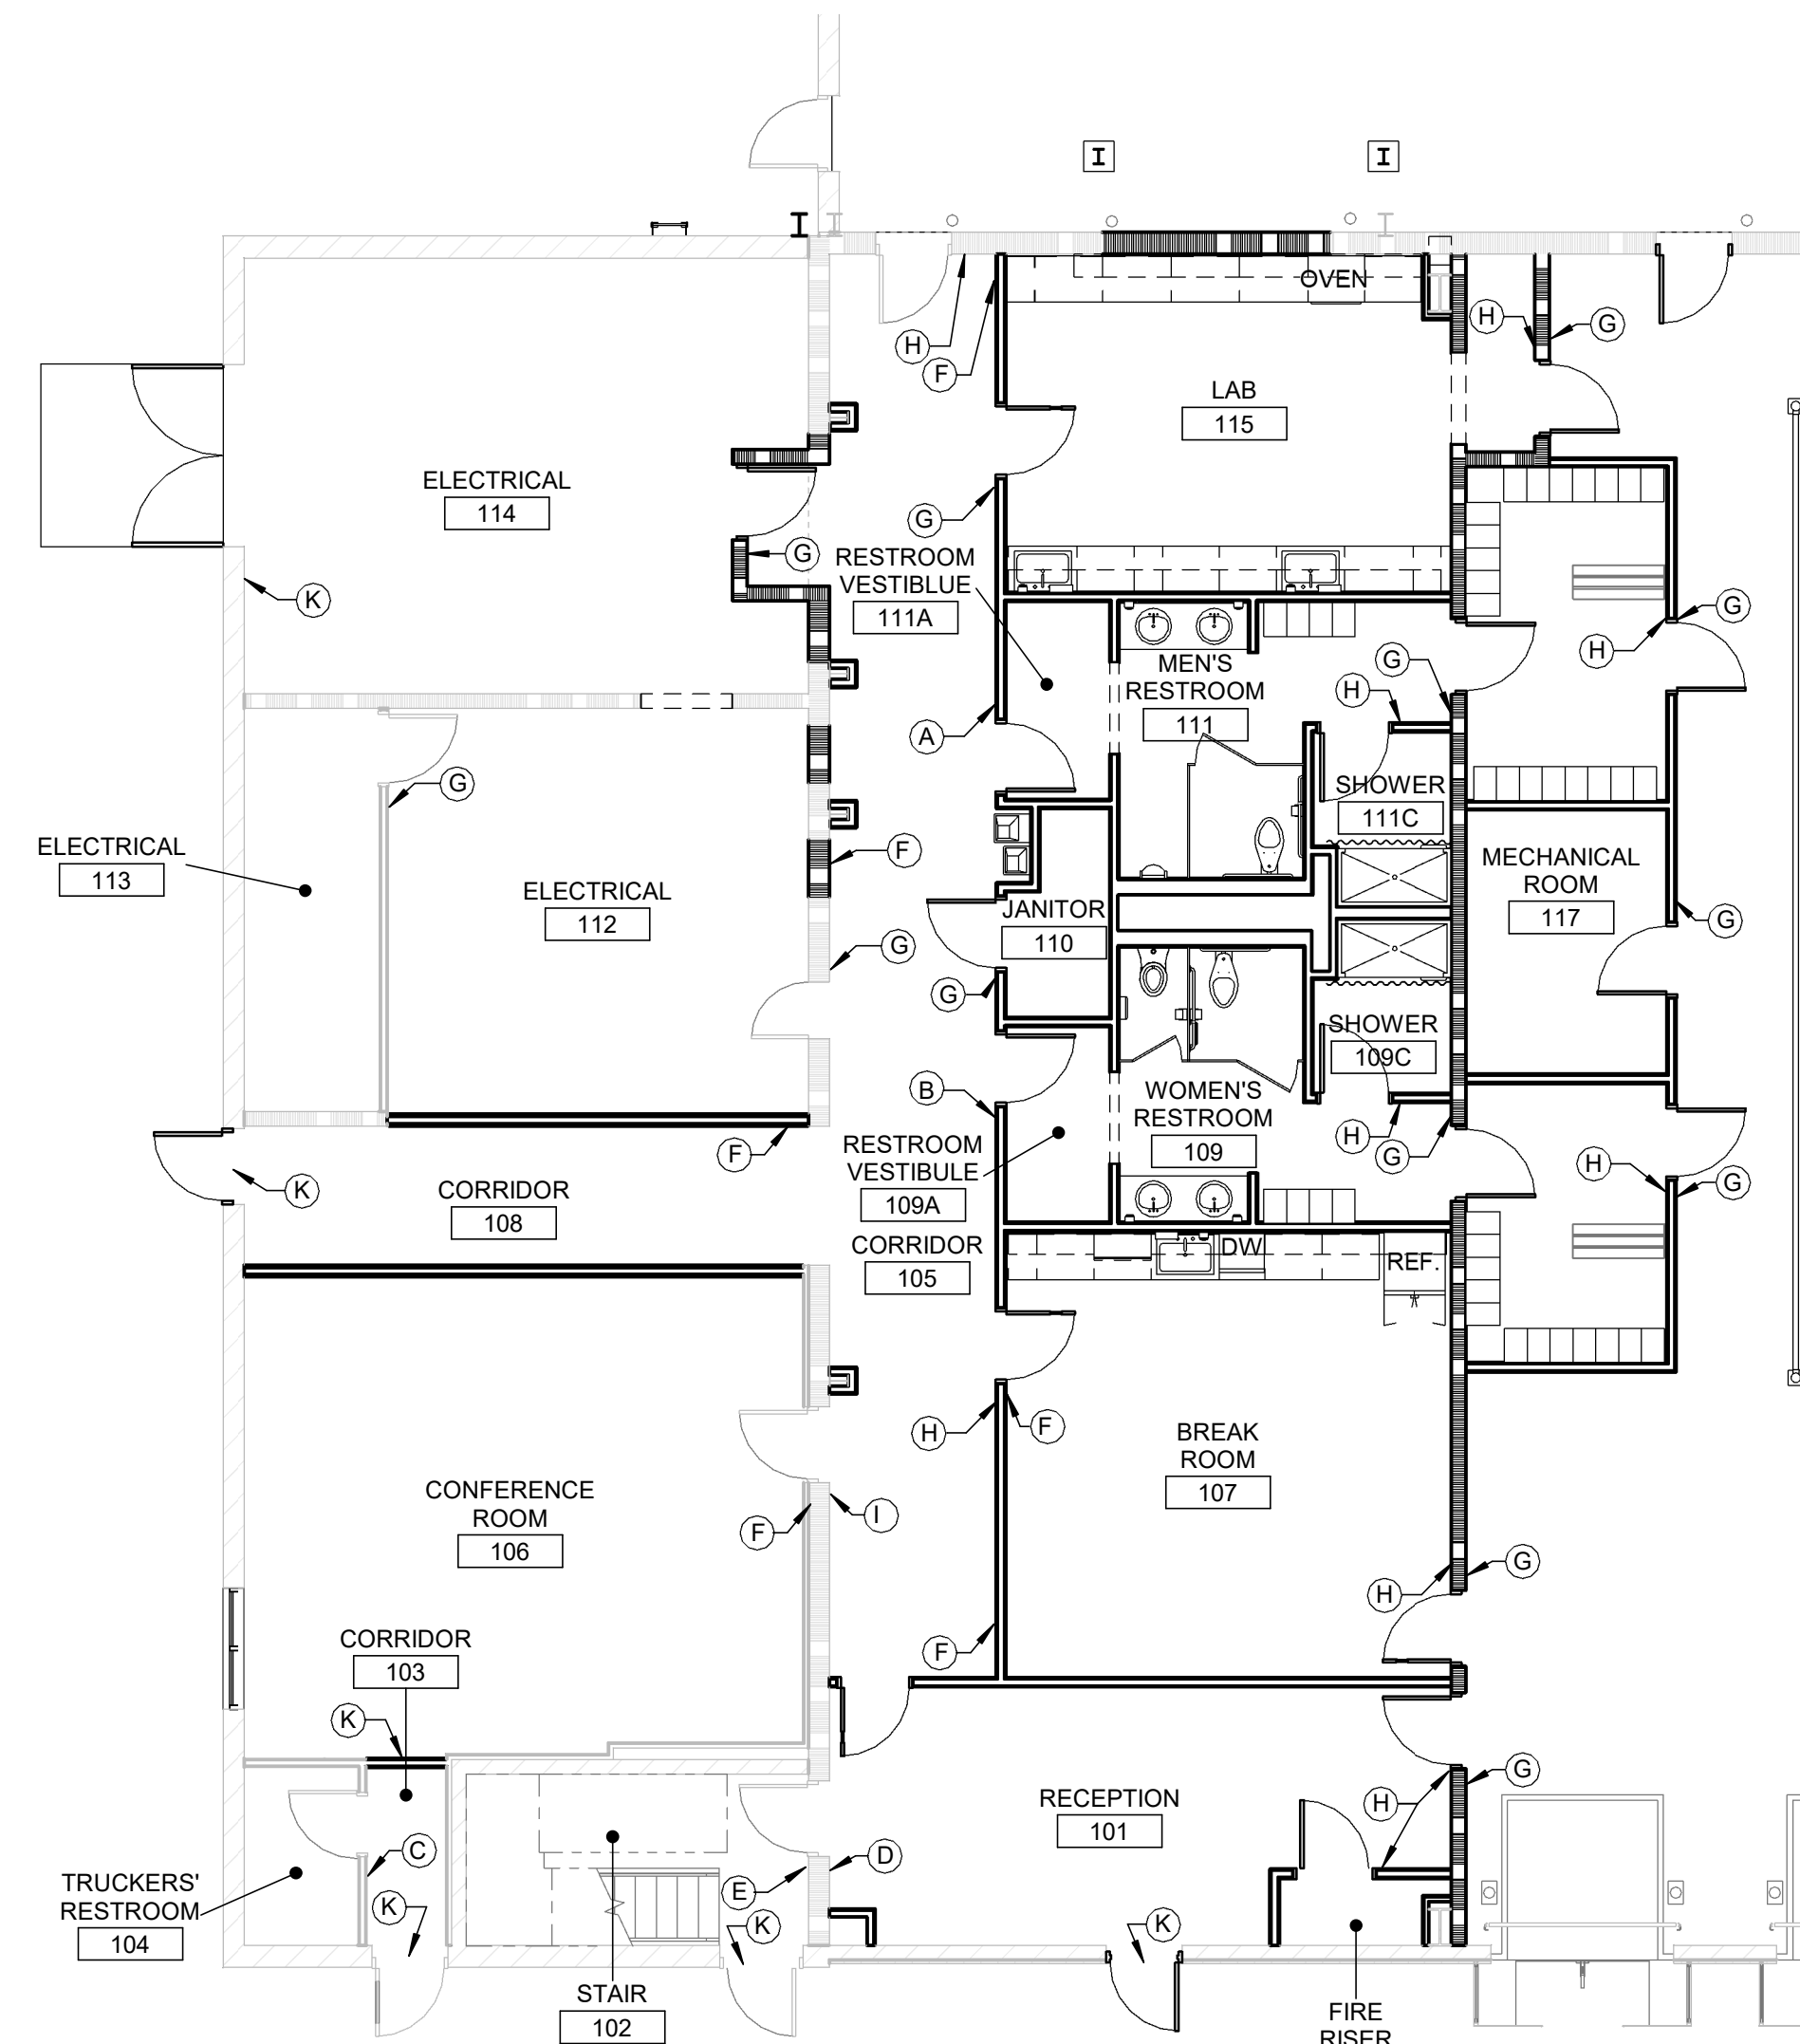 I
I
OVEN
H
G
H
F
LAB
115
ELECTRICAL
114
G
G
RESTROOM
VESTIBLUE
111A
K
G
H
MEN'S
RESTROOM
111
G
H
A
G
SHOWER
111C
ELECTRICAL
113
F
MECHANICAL
ROOM
117
ELECTRICAL
112
JANITOR
110
G
G
G
SHOWER
109C
B
WOMEN'S
RESTROOM
109
H
G
F
RESTROOM
VESTIBULE
109A
H
G
K
CORRIDOR
108
CORRIDOR
105
DW
REF.
H
F
BREAK
ROOM
107
CONFERENCE
ROOM
106
F
I
G
H
F
CORRIDOR
103
K
G
H
RECEPTION
101
C
D
E
TRUCKERS'
RESTROOM
104
K
K
K
STAIR
102
FIRE
RISER